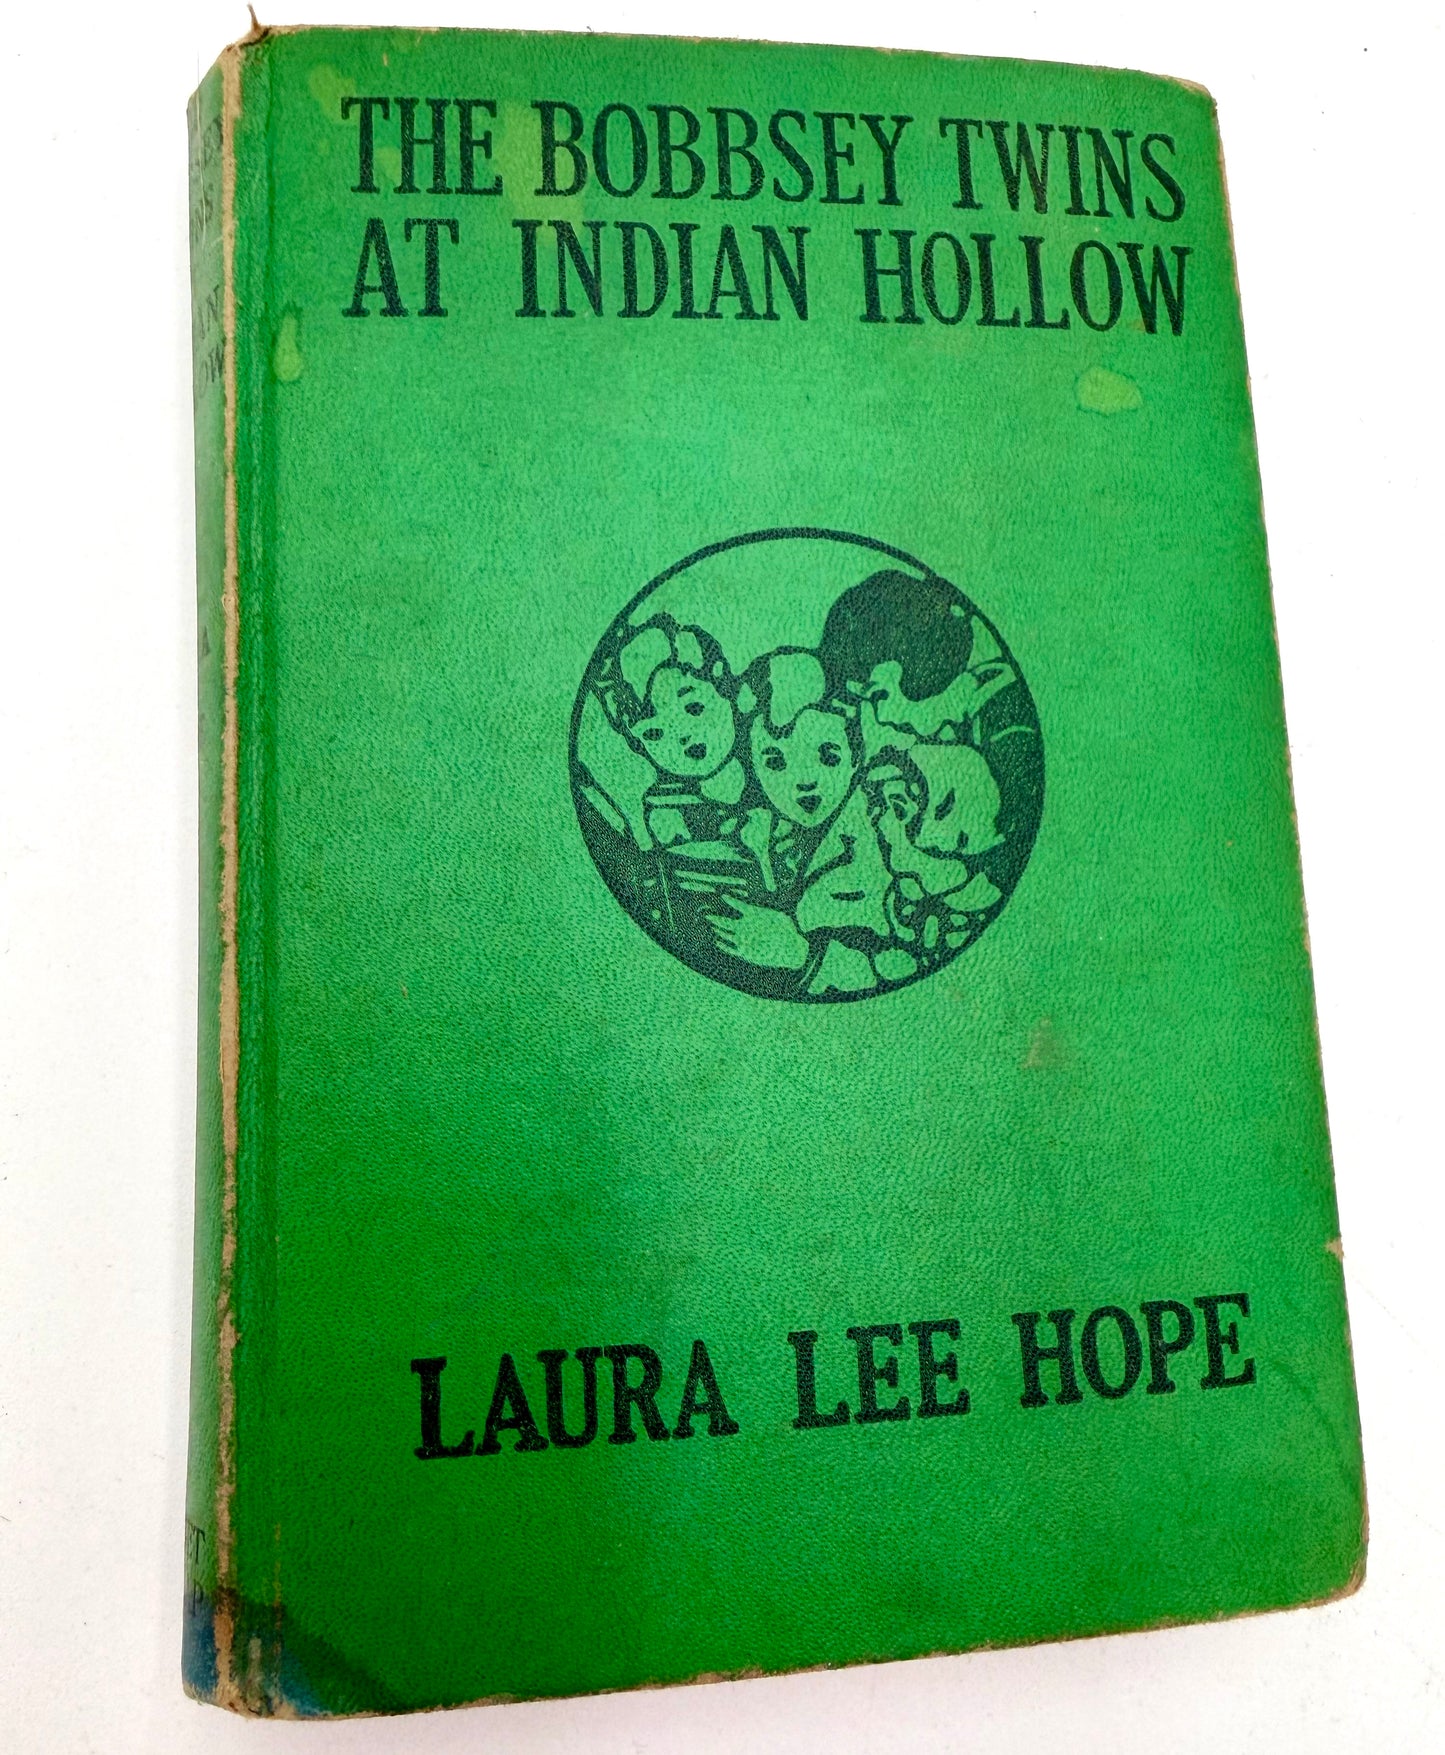 THE BOBBSEY TWINS
AT INDIAN HOLLOW
LAURA LEE HOPE